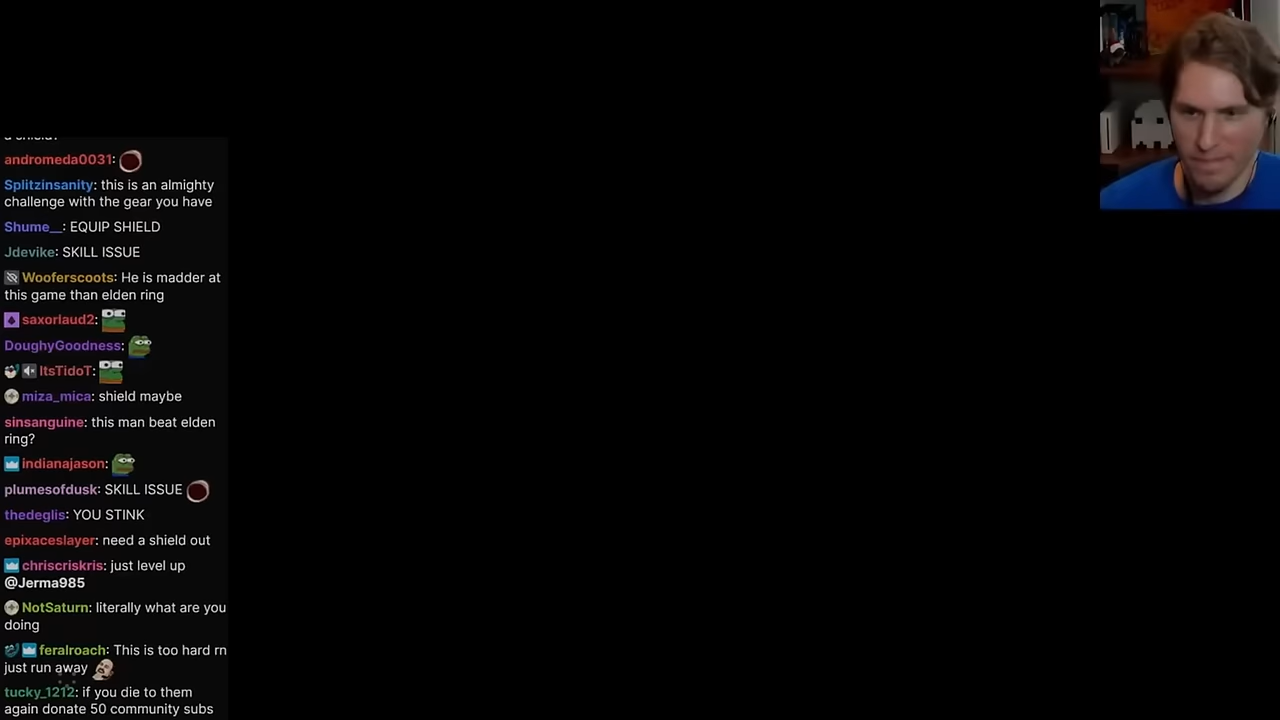 a shield?
andromeda0031:
Splitzinsanity: this is an almighty
challenge with the gear you have
Shume__: EQUIP SHIELD
Jdevike: SKILL ISSUE
Wooferscoots: He is madder at
this game than elden ring
saxorlaud2:
DoughyGoodness:
ItsTidoT:
miza_mica: shield maybe
sinsanguine: this man beat elden
ring?
indianajason:
plumesofdusk: SKILL ISSUE
thedeglis: YOU STINK
epixaceslayer: need a shield out
chriscriskris: just level up
@Jerma985
NotSaturn: literally what are you
doing
feralroach: This is too hard rn
just run away
tucky_1212: if you die to them
again donate 50 community subs